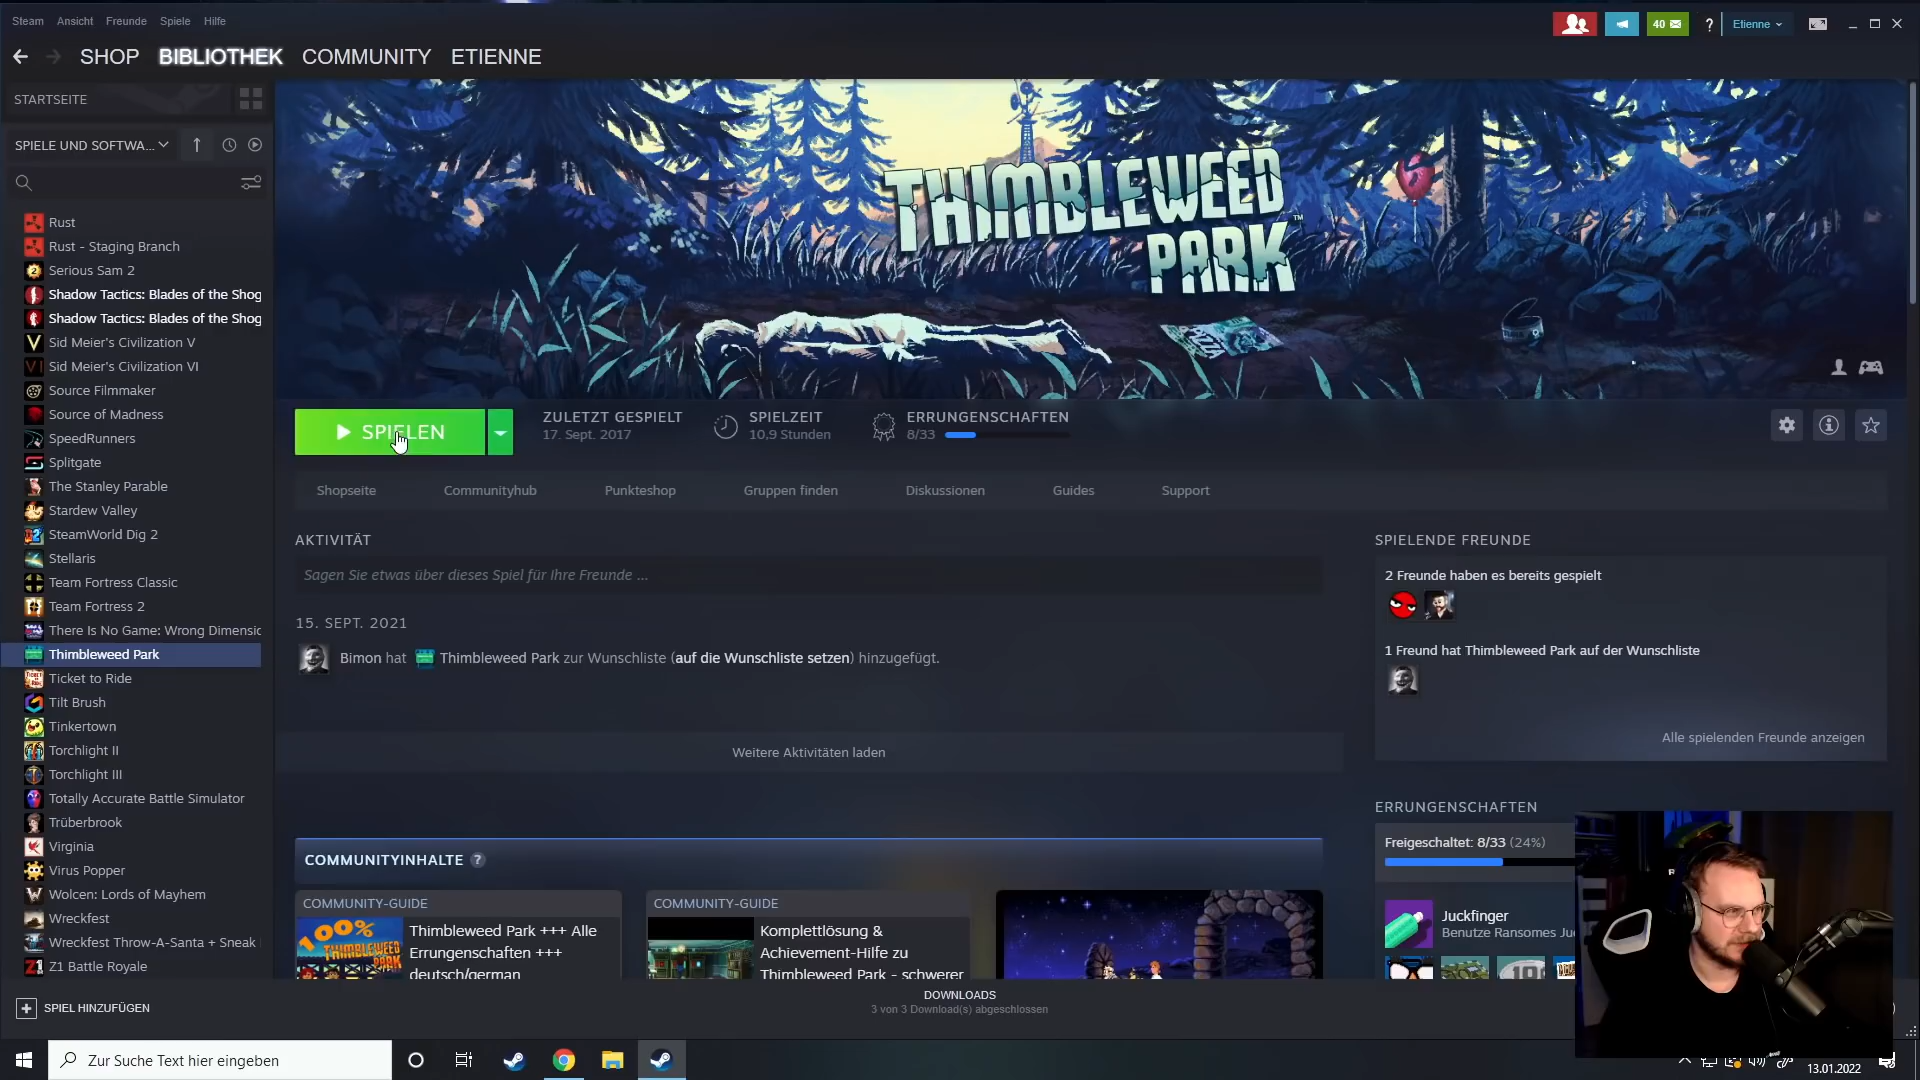 Steam Ansicht Freunde Spiele Hilfe
40
?
Etienne
SHOP BIBLIOTHEK COMMUNITY ETIENNE
STARTSEITE
SPIELE UND SOFTWA...
Rust
Rust - Staging Branch
Serious Sam 2
Shadow Tactics: Blades of the Shog
Shadow Tactics: Blades of the Shog
Sid Meier's Civilization V
Sid Meier's Civilization VI
Source Filmmaker
Source of Madness
SpeedRunners
Splitgate
The Stanley Parable
Stardew Valley
SteamWorld Dig 2
Stellaris
Team Fortress Classic
Team Fortress 2
There Is No Game: Wrong Dimensic
Thimbleweed Park
Ticket to Ride
Tilt Brush
Tinkertown
Torchlight II
Torchlight III
Totally Accurate Battle Simulator
Trüberbrook
Virginia
Virus Popper
Wolcen: Lords of Mayhem
Wreckfest
Wreckfest Throw-A-Santa + Sneak
Z1 Battle Royale
SPIEL HINZUFÜGEN
THIMBLEWEED
PARK™
PIZZA
SPIELEN
ZULETZT GESPIELT
17. Sept. 2017
SPIELZEIT
10,9 Stunden
ERRUNGENSCHAFTEN
8/33
Shopseite Communityhub Punkteshop Gruppen finden Diskussionen Guides Support
AKTIVITÄT
Sagen Sie etwas über dieses Spiel für Ihre Freunde ...
15. SEPT. 2021
Bimon hat Thimbleweed Park zur Wunschliste (auf die Wunschliste setzen) hinzugefügt.
Weitere Aktivitäten laden
COMMUNITYINHALTE ?
COMMUNITY-GUIDE
100%
THIMBLEWEED
Thimbleweed Park +++ Alle
Errungenschaften +++
deutsch/german
COMMUNITY-GUIDE
Komplettlösung &
Achievement-Hilfe zu
Thimbleweed Park - schwerer
SPIELENDE FREUNDE
2 Freunde haben es bereits gespielt
1 Freund hat Thimbleweed Park auf der Wunschliste
Alle spielenden Freunde anzeigen
ERRUNGENSCHAFTEN
Freigeschaltet: 8/33 (24%)
Juckfinger
Benutze Ransomes Juc
DOWNLOADS
3 von 3 Download(s) abgeschlossen
Zur Suche Text hier eingeben
13.01.2022